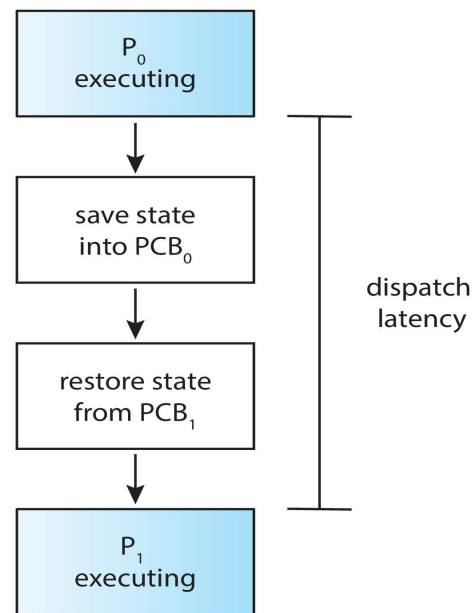 P₀
executing
save state
into PCB₀
dispatch
latency
restore state
from PCB₁
P₁
executing